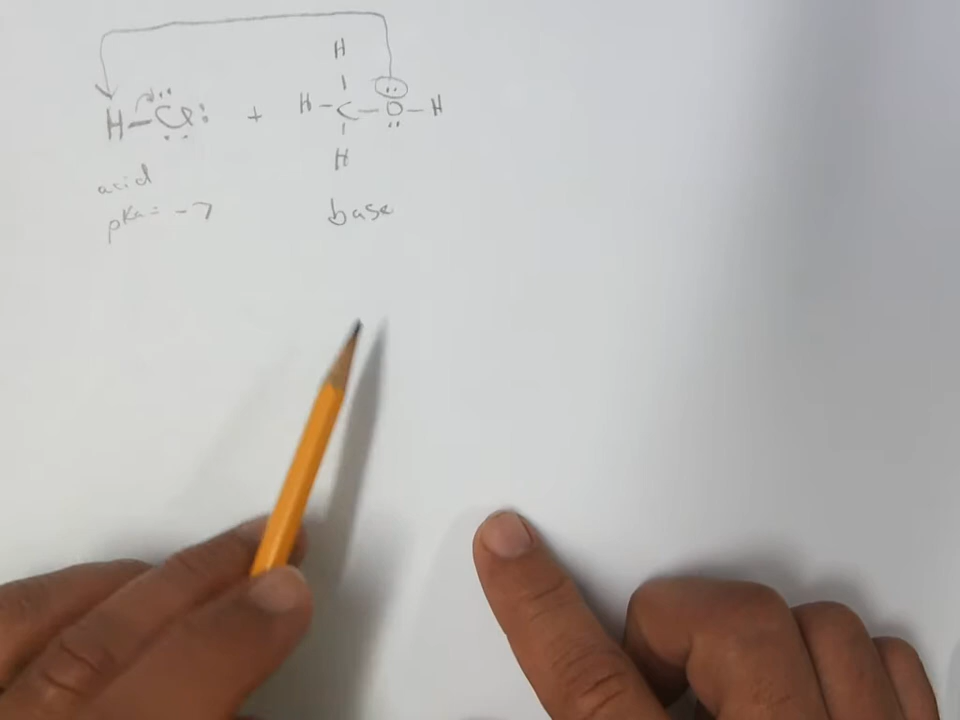 H
H-Cl: + H-C-O-H
H
acid
pKa = -7 base